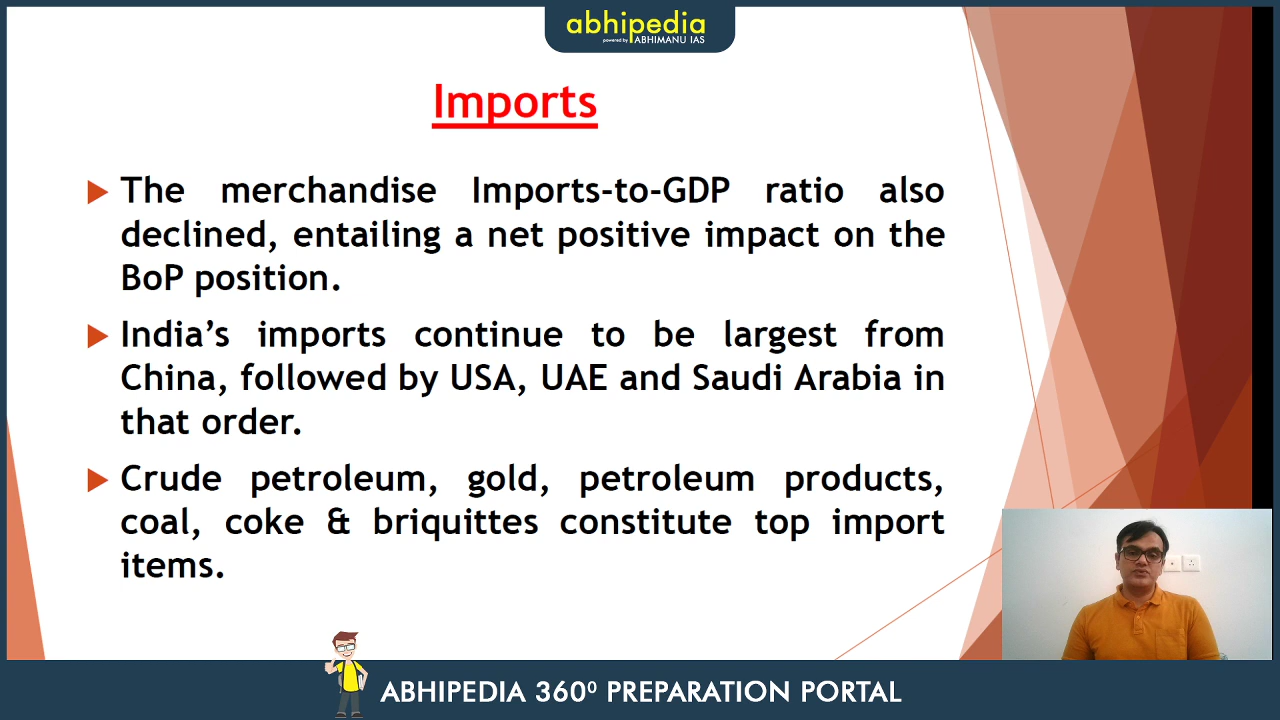 abhipedia
powered by ABHIMANU IAS
Imports
The merchandise Imports-to-GDP ratio also
declined, entailing a net positive impact on the
BoP position.
India’s imports continue to be largest from
China, followed by USA, UAE and Saudi Arabia in
that order.
Crude petroleum, gold, petroleum products,
coal, coke & briquittes constitute top import
items.
ABHIPEDIA 360⁰ PREPARATION PORTAL